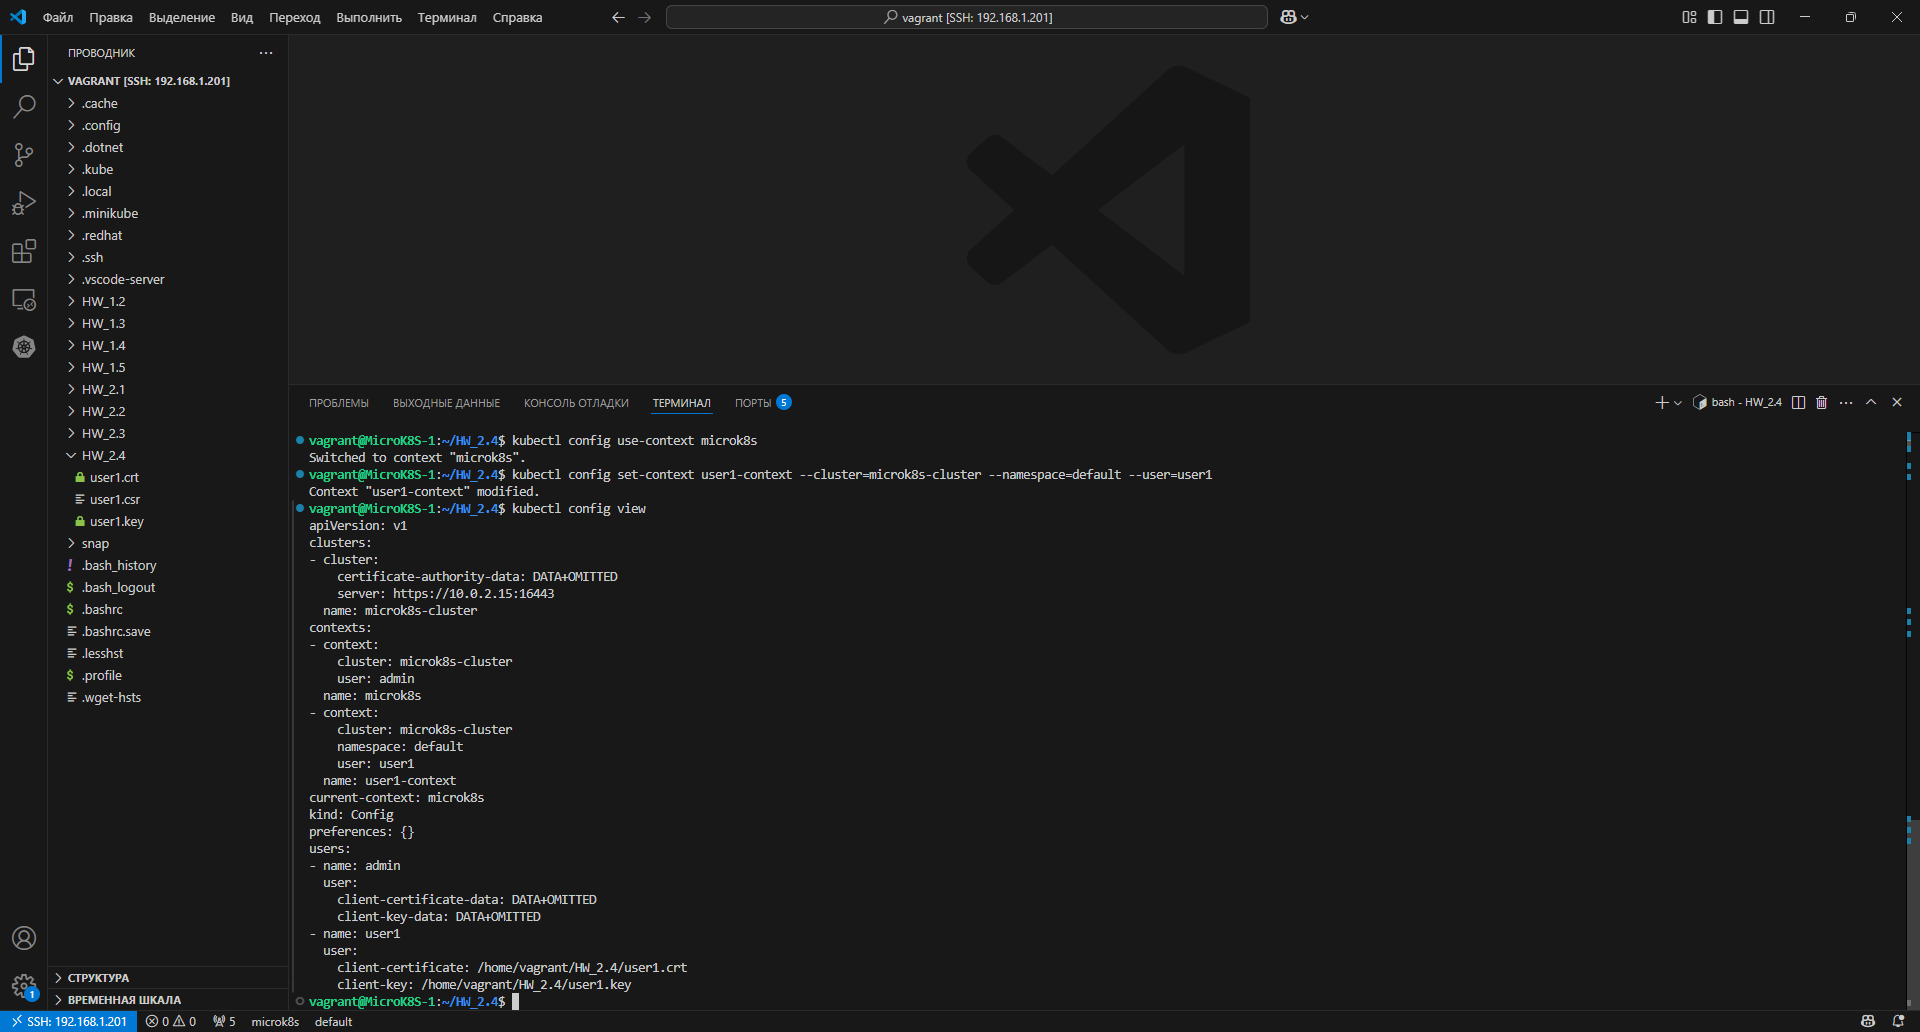 Файл Правка Выделение Вид Переход Выполнить Терминал Справка
vagrant [SSH: 192.168.1.201]
ПРОВОДНИК
VAGRANT [SSH: 192.168.1.201]
.cache
.config
.dotnet
.kube
.local
.minikube
.redhat
.ssh
.vscode-server
HW_1.2
HW_1.3
HW_1.4
HW_1.5
HW_2.1
HW_2.2
HW_2.3
HW_2.4
user1.crt
user1.csr
user1.key
snap
.bash_history
.bash_logout
.bashrc
.bashrc.save
.lesshst
.profile
.wget-hsts
СТРУКТУРА
ВРЕМЕННАЯ ШКАЛА
1
ПРОБЛЕМЫ ВЫХОДНЫЕ ДАННЫЕ КОНСОЛЬ ОТЛАДКИ ТЕРМИНАЛ ПОРТЫ 5
bash - HW_2.4
vagrant@MicroK8S-1:~/HW_2.4$ kubectl config use-context microk8s
Switched to context "microk8s".
vagrant@MicroK8S-1:~/HW_2.4$ kubectl config set-context user1-context --cluster=microk8s-cluster --namespace=default --user=user1
Context "user1-context" modified.
vagrant@MicroK8S-1:~/HW_2.4$ kubectl config view
apiVersion: v1
clusters:
- cluster:
    certificate-authority-data: DATA+OMITTED
    server: https://10.0.2.15:16443
  name: microk8s-cluster
contexts:
- context:
    cluster: microk8s-cluster
    user: admin
  name: microk8s
- context:
    cluster: microk8s-cluster
    namespace: default
    user: user1
  name: user1-context
current-context: microk8s
kind: Config
preferences: {}
users:
- name: admin
  user:
    client-certificate-data: DATA+OMITTED
    client-key-data: DATA+OMITTED
- name: user1
  user:
    client-certificate: /home/vagrant/HW_2.4/user1.crt
    client-key: /home/vagrant/HW_2.4/user1.key
vagrant@MicroK8S-1:~/HW_2.4$
SSH: 192.168.1.201 0 0 5 microk8s default